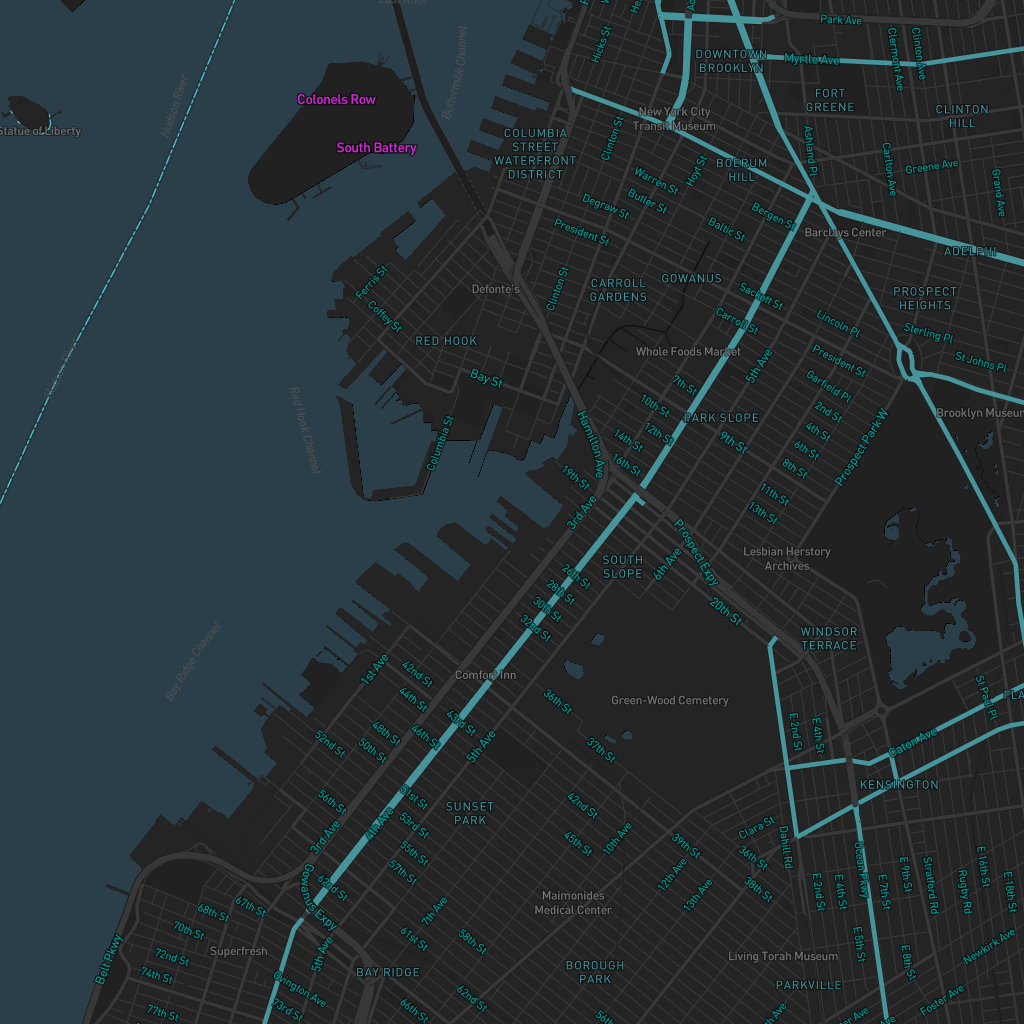 Park Ave
Hicks St
DOWNTOWN
BROOKLYN
Myrtle Ave
Clermont Ave
Clinton Ave
Buttermilk Channel
Hudson River
Colonels Row
South Battery
Statue of Liberty
FORT
GREENE
CLINTON
HILL
New York City
Transit Museum
COLUMBIA
STREET
WATERFRONT
DISTRICT
Clinton St
BOERUM
HILL
Hoyt St
Ashland Pl
Carlton Ave
Greene Ave
Grand Ave
Warren St
Butler St
Degraw St
President St
Baltic St
Bergen St
Barclays Center
ADELPHI
Ferris St
Coffey St
Defonte's
Clinton St
CARROLL
GARDENS
GOWANUS
Sackett St
PROSPECT
HEIGHTS
RED HOOK
Carroll St
Lincoln Pl
Sterling Pl
St Johns Pl
Whole Foods Market
5th Ave
President St
Garfield Pl
Bay St
7th St
10th St
12th St
14th St
16th St
PARK SLOPE
9th St
2nd St
4th St
6th St
8th St
11th St
13th St
Prospect Park W
Brooklyn Museum
Red Hook Channel
Columbia St
Hamilton Ave
19th St
3rd Ave
Prospect Expy
SOUTH
SLOPE
6th Ave
Lesbian Herstory
Archives
26th St
28th St
30th St
32nd St
20th St
WINDSOR
TERRACE
Bay Ridge Channel
1st Ave
42nd St
44th St
Comfort Inn
36th St
Green-Wood Cemetery
St Paul Pl
E 2nd St
E 4th St
Caton Ave
43rd St
46th St
48th St
50th St
52nd St
5th Ave
37th St
KENSINGTON
56th St
51st St
53rd St
55th St
57th St
3rd Ave
4th Ave
SUNSET
PARK
42nd St
45th St
10th Ave
39th St
Clara St
36th St
38th St
Dahill Rd
Ocean Pkwy
12th Ave
13th Ave
E 2nd St
E 4th St
E 7th St
E 9th St
Stratford Rd
Rugby Rd
E 16th St
E 18th St
62nd St
Gowanus Expy
67th St
68th St
70th St
72nd St
74th St
77th St
Belt Pkwy
Superfresh
5th Ave
Ovington Ave
73rd St
7th Ave
61st St
58th St
Maimonides
Medical Center
BAY RIDGE
BOROUGH
PARK
62nd St
66th St
Living Torah Museum
PARKVILLE
E 5th St
E 8th St
Newkirk Ave
Foster Ave